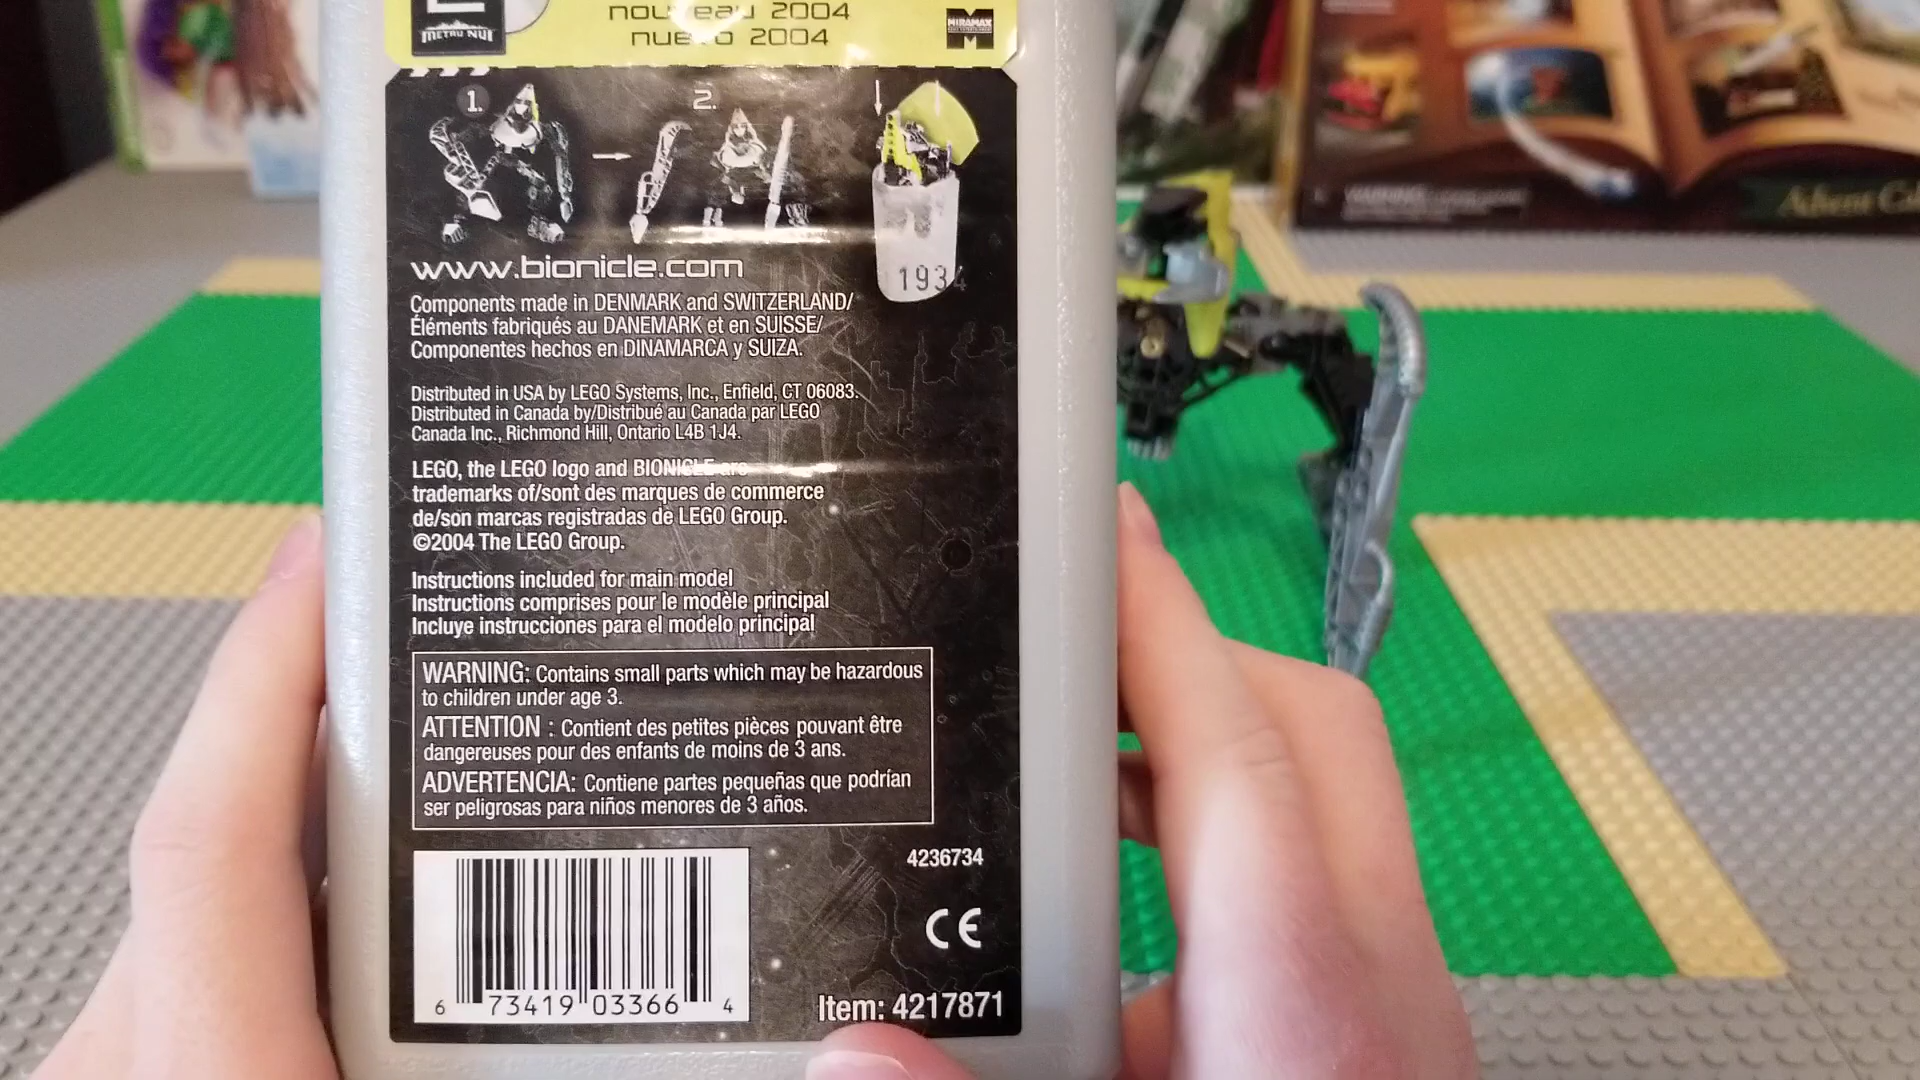 METRU NUI
nouveau 2004
nuevo 2004
MIRAMAX
1.
2.
1934
www.bionicle.com
Components made in DENMARK and SWITZERLAND/
Éléments fabriqués au DANEMARK et en SUISSE/
Componentes hechos en DINAMARCA y SUIZA.
Distributed in USA by LEGO Systems, Inc., Enfield, CT 06083.
Distributed in Canada by/Distribué au Canada par LEGO
Canada Inc., Richmond Hill, Ontario L4B 1J4.
LEGO, the LEGO logo and BIONICLE are
trademarks of/sont des marques de commerce
de/son marcas registradas de LEGO Group.
©2004 The LEGO Group.
Instructions included for main model
Instructions comprises pour le modèle principal
Incluye instrucciones para el modelo principal
WARNING: Contains small parts which may be hazardous
to children under age 3.
ATTENTION : Contient des petites pièces pouvant être
dangereuses pour des enfants de moins de 3 ans.
ADVERTENCIA: Contiene partes pequeñas que podrían
ser peligrosas para niños menores de 3 años.
4236734
CE
6 73419 03366 4
Item: 4217871
WARNING:
Advent